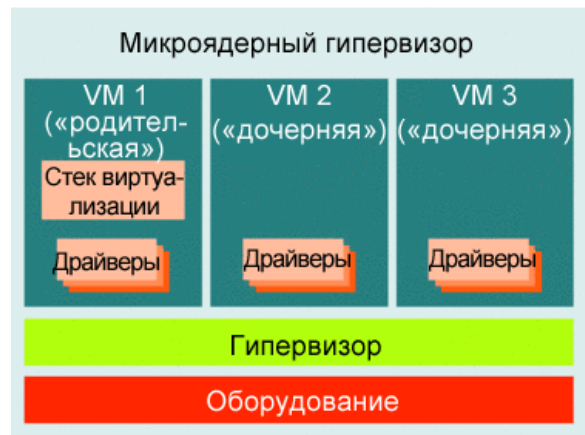 Микроядерный гипервизор
VM 1
(«родитель-
ьская»)
Стек виртуа-
лизации
Драйверы
VM 2
(«дочерняя»)
Драйверы
VM 3
(«дочерняя»)
Драйверы
Гипервизор
Оборудование